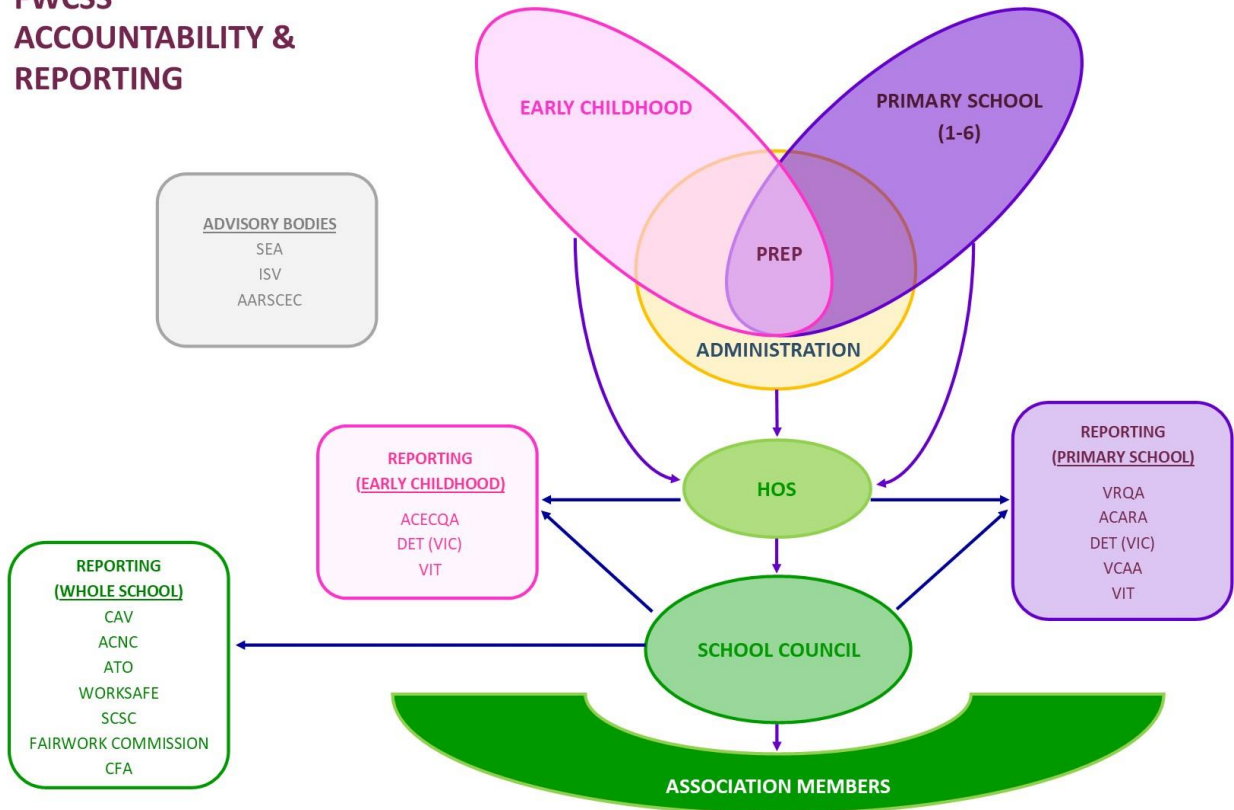 FWCSS
ACCOUNTABILITY &
REPORTING
EARLY CHILDHOOD
PRIMARY SCHOOL
(1-6)
ADVISORY BODIES
SEA
ISV
AARSCEC
PREP
ADMINISTRATION
REPORTING
(EARLY CHILDHOOD)
ACECQA
DET (VIC)
VIT
HOS
REPORTING
(PRIMARY SCHOOL)
VRQA
ACARA
DET (VIC)
VCAA
VIT
REPORTING
(WHOLE SCHOOL)
CAV
ACNC
ATO
WORKSAFE
SCSC
FAIRWORK COMMISSION
CFA
SCHOOL COUNCIL
ASSOCIATION MEMBERS